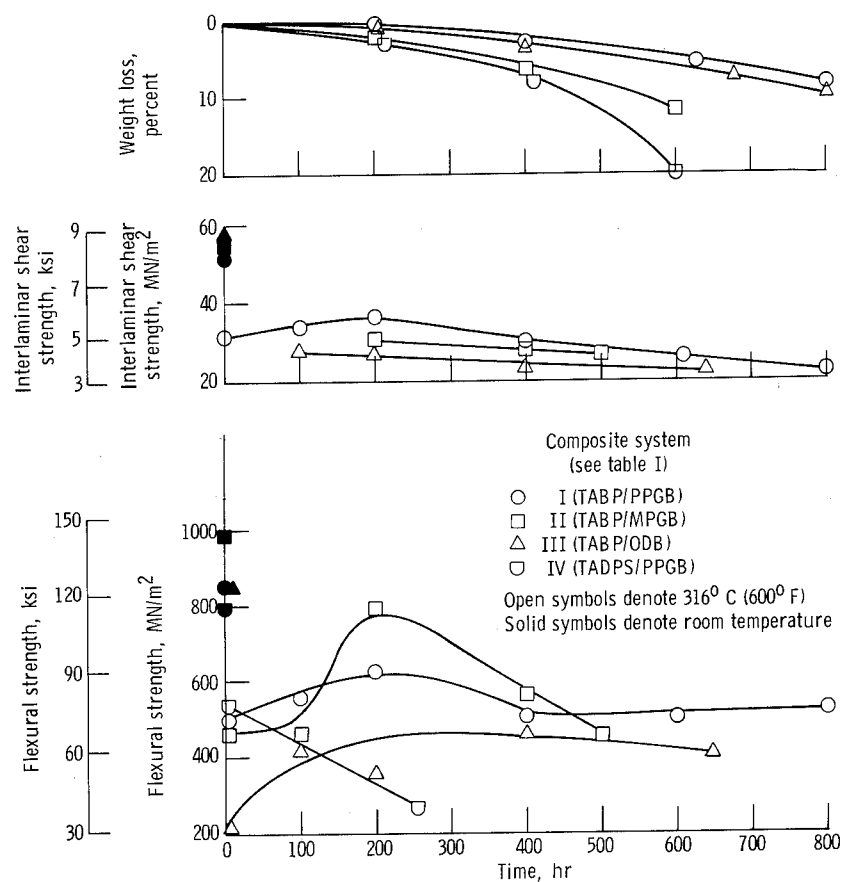 Weight loss,
percent
0
10
20
Interlaminar shear
strength, ksi
9
7
5
3
Interlaminar shear
strength, MN/m2
60
40
20
Composite system
(see table I)
I (TABP/PPGB)
II (TABP/MPGB)
III (TABP/ODB)
IV (TADPS/PPGB)
Open symbols denote 316° C (600° F)
Solid symbols denote room temperature
Flexural strength, ksi
150
120
90
60
30
Flexural strength, MN/m2
1000
800
600
400
200
0 100 200 300 400 500 600 700 800
Time, hr